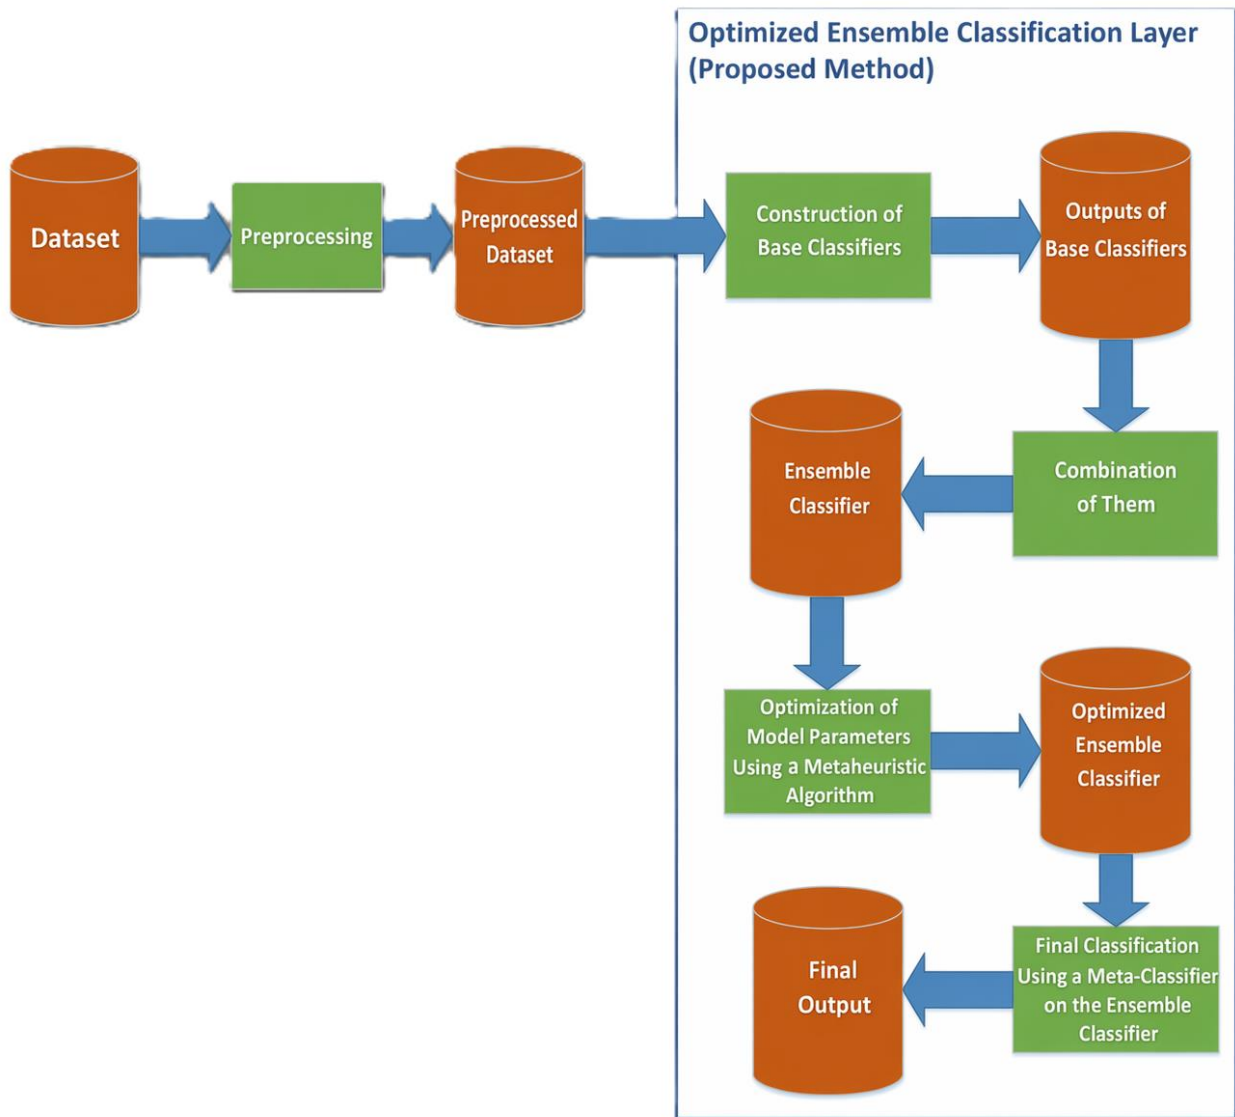 Optimized Ensemble Classification Layer
(Proposed Method)
Dataset
Preprocessing
Preprocessed
Dataset
Construction of
Base Classifiers
Outputs of
Base Classifiers
Combination
of Them
Ensemble
Classifier
Optimization of
Model Parameters
Using a Metaheuristic
Algorithm
Optimized
Ensemble
Classifier
Final Classification
Using a Meta-Classifier
on the Ensemble
Classifier
Final
Output